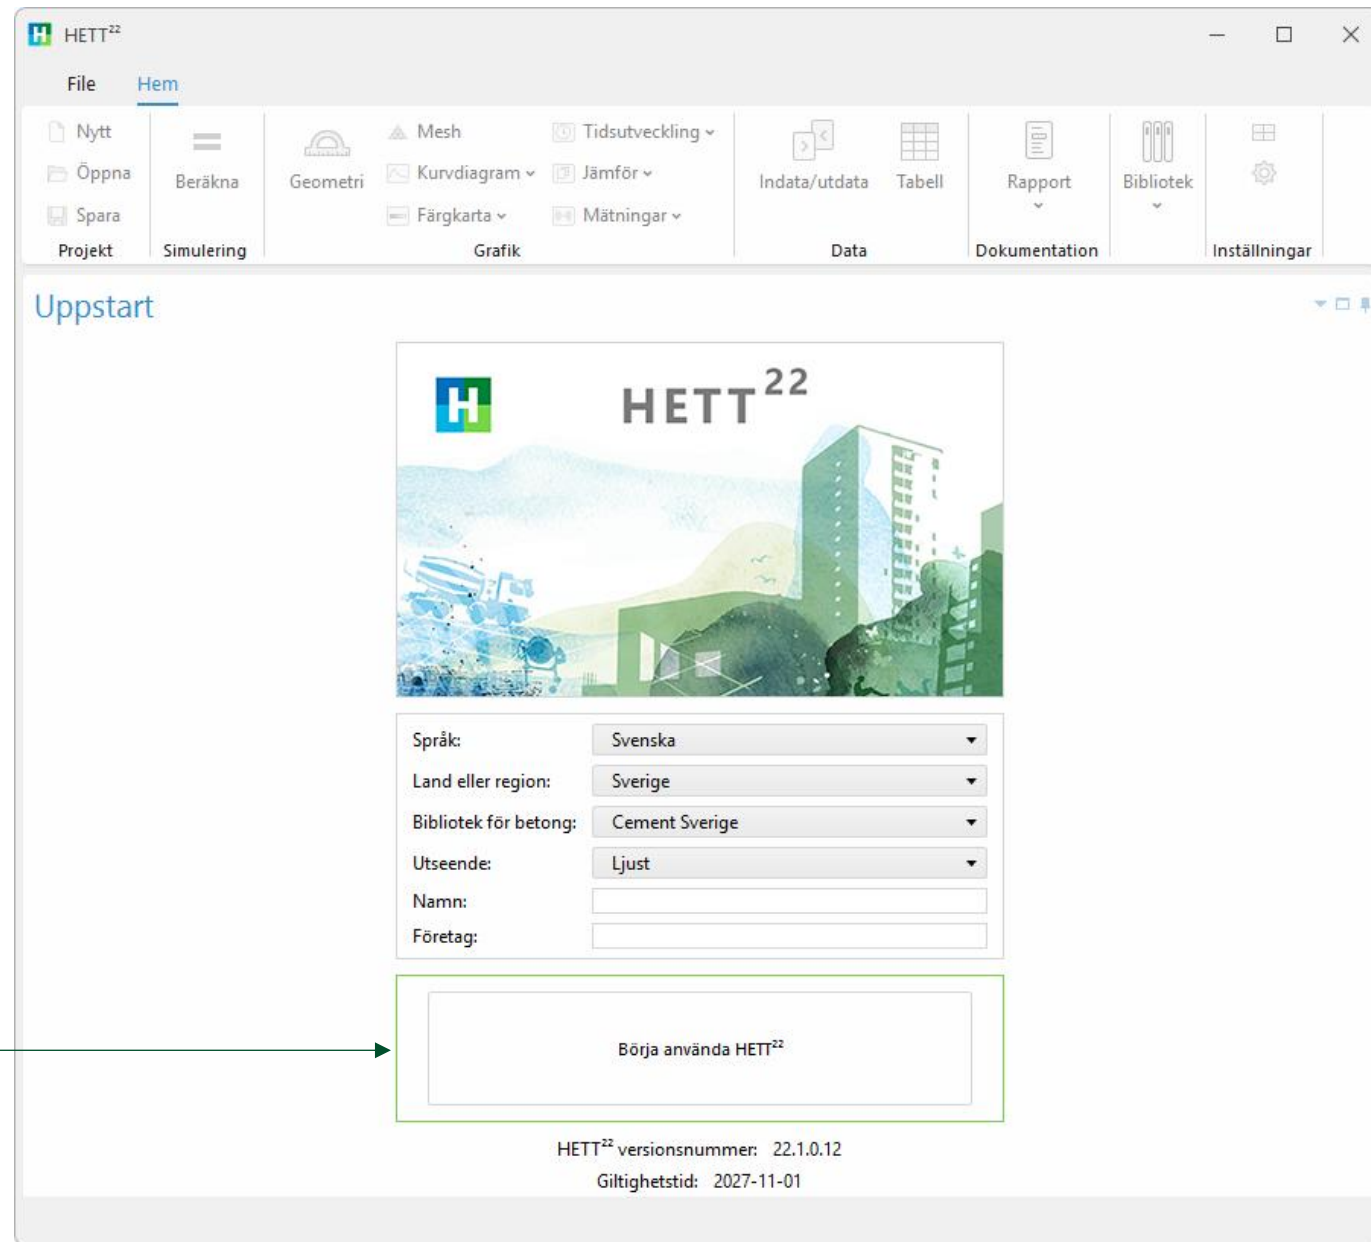 HETT²²
File Hem
Nytt
Öppna
Spara
Projekt
Beräkna
Simulering
Geometri
Mesh
Kurvdiagram
Färgkarta
Tidsutveckling
Jämför
Mätningar
Grafik
Indata/utdata
Tabell
Data
Rapport
Dokumentation
Bibliotek
Inställningar
Uppstart
H HETT²²
Språk: Svenska
Land eller region: Sverige
Bibliotek för betong: Cement Sverige
Utseende: Ljust
Namn:
Företag:
Börja använda HETT²²
HETT²² versionsnummer: 22.1.0.12
Giltighetstid: 2027-11-01